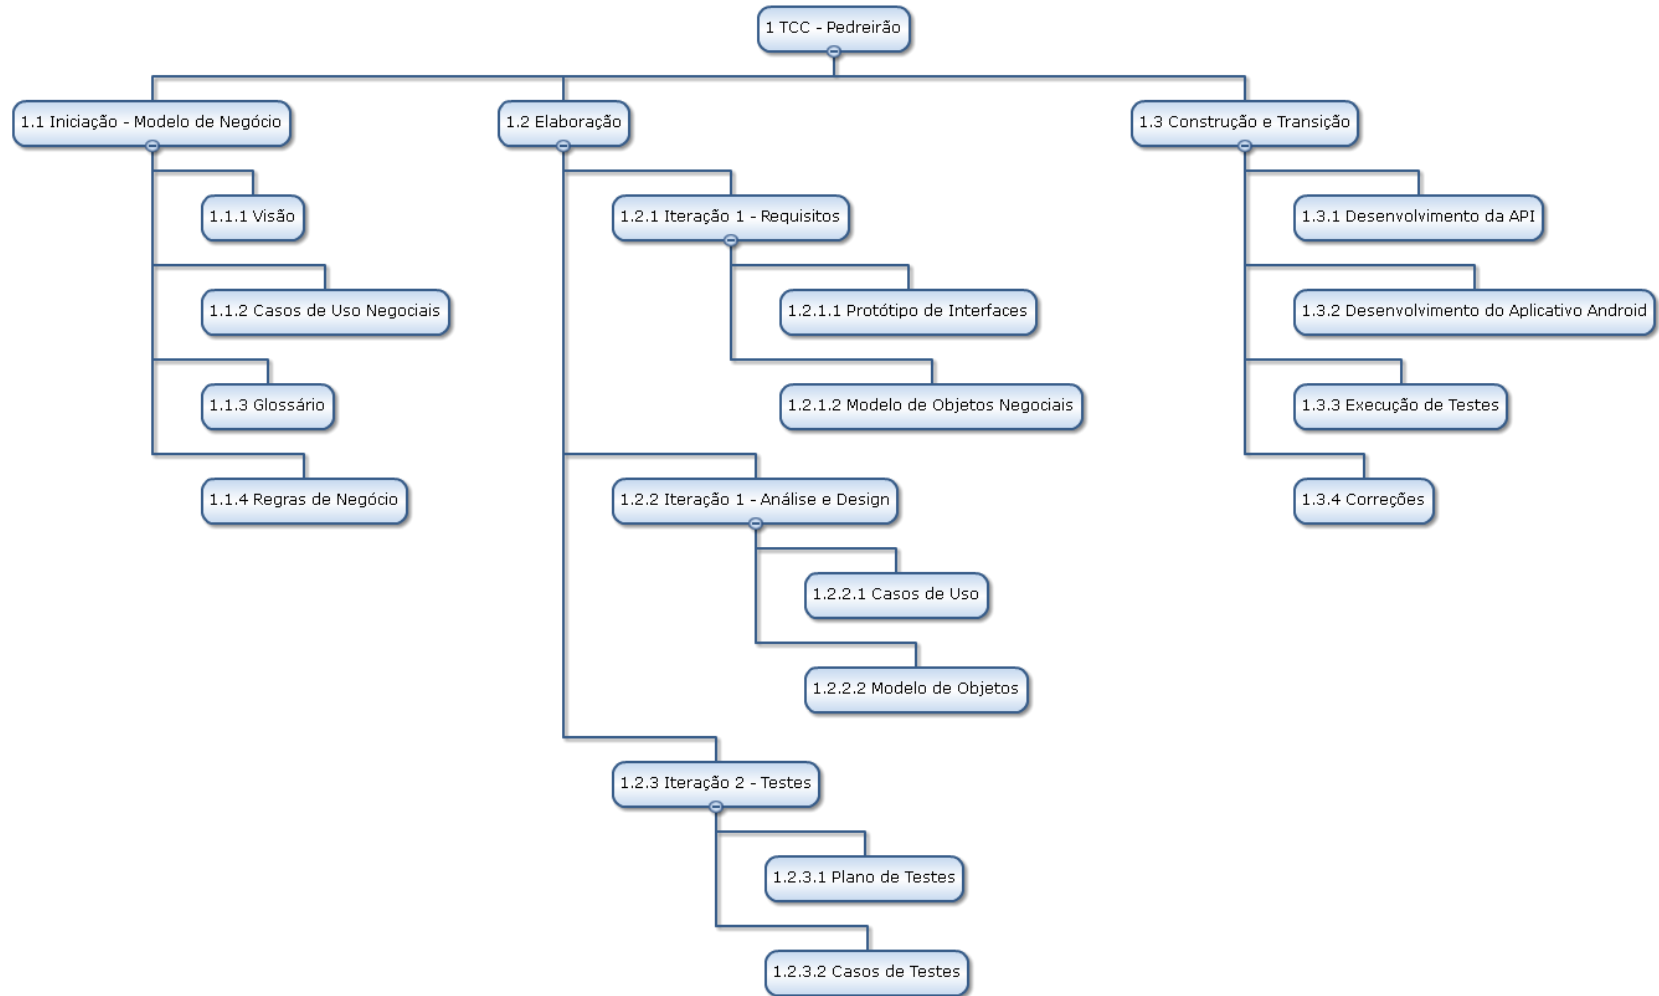 1 TCC - Pedreirão
1.1 Iniciação - Modelo de Negócio
1.1.1 Visão
1.1.2 Casos de Uso Negociais
1.1.3 Glossário
1.1.4 Regras de Negócio
1.2 Elaboração
1.2.1 Iteração 1 - Requisitos
1.2.1.1 Protótipo de Interfaces
1.2.1.2 Modelo de Objetos Negociais
1.2.2 Iteração 1 - Análise e Design
1.2.2.1 Casos de Uso
1.2.2.2 Modelo de Objetos
1.2.3 Iteração 2 - Testes
1.2.3.1 Plano de Testes
1.2.3.2 Casos de Testes
1.3 Construção e Transição
1.3.1 Desenvolvimento da API
1.3.2 Desenvolvimento do Aplicativo Android
1.3.3 Execução de Testes
1.3.4 Correções